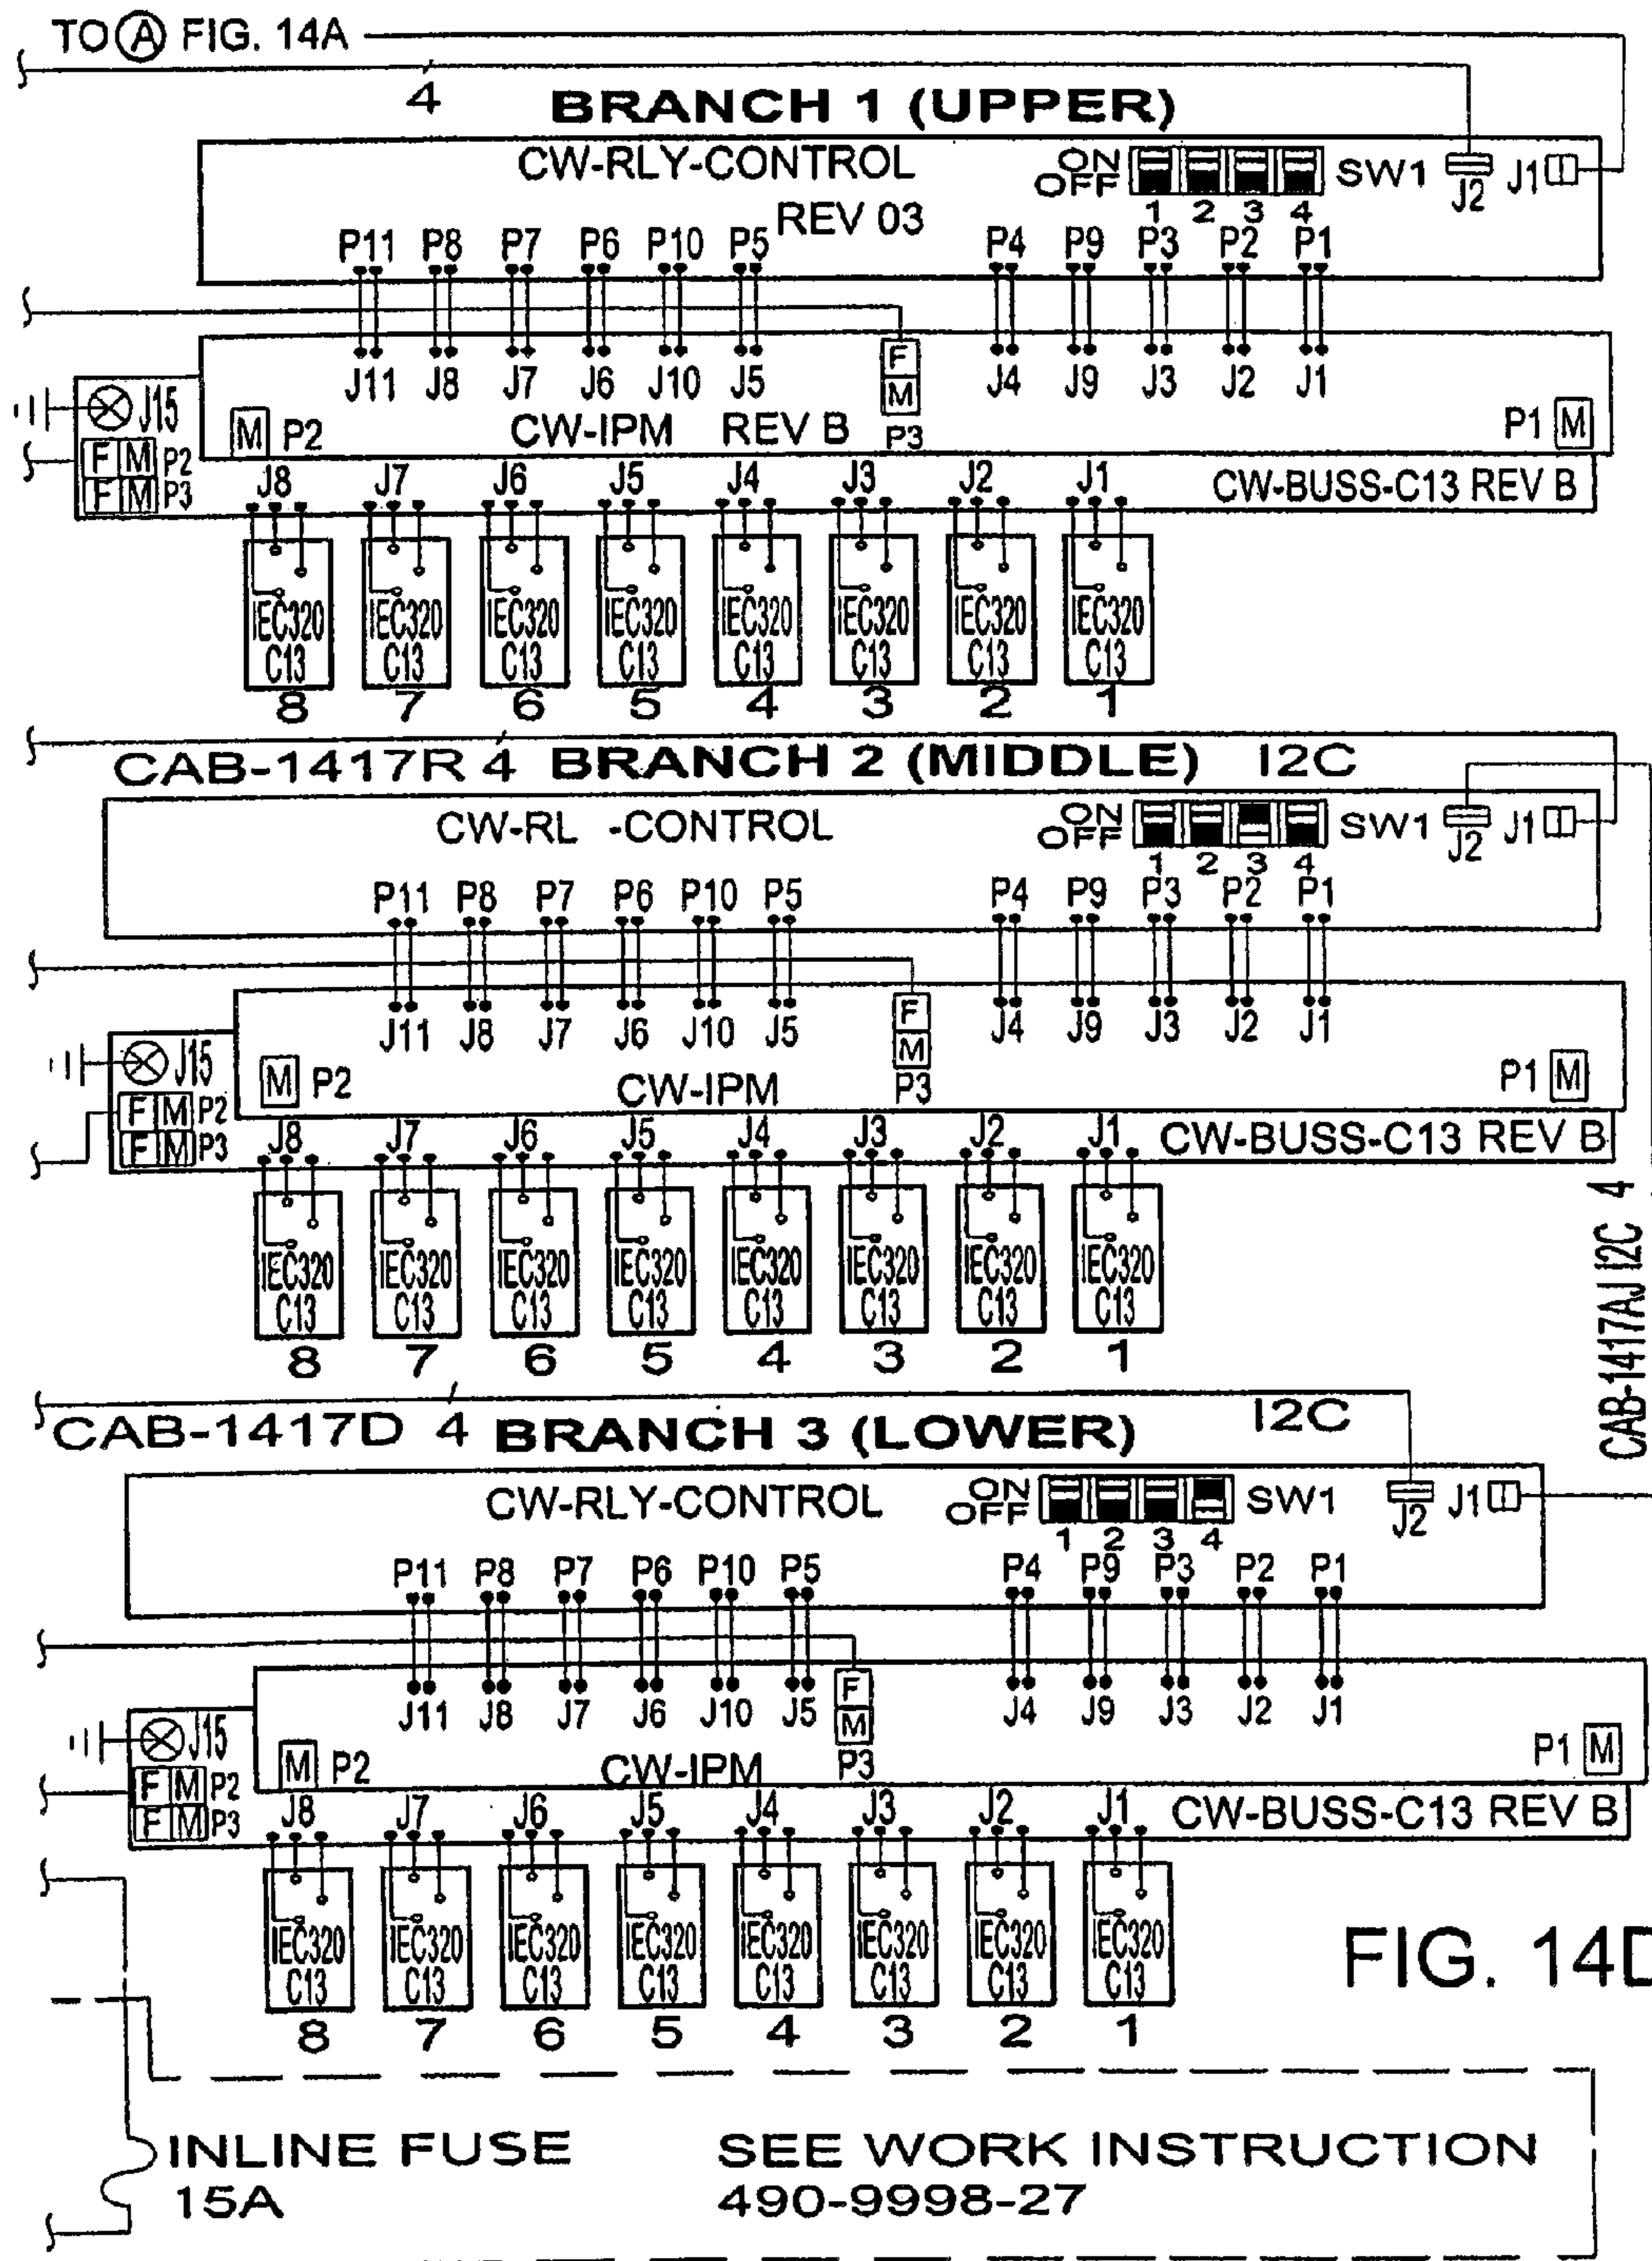 TO Ⓐ FIG. 14A
4
BRANCH 1 (UPPER)
CW-RLY-CONTROL
REV 03
ON
OFF
SW1
J2
J1
1 2 3 4
P11 P8 P7 P6 P10 P5 P4 P9 P3 P2 P1
F
M
P3
J11 J8 J7 J6 J10 J5 J4 J9 J3 J2 J1
J15
M P2
CW-IPM REV B
P1 M
F M P2
F M P3
J8 J7 J6 J5 J4 J3 J2 J1
CW-BUSS-C13 REV B
IEC320 IEC320 IEC320 IEC320 IEC320 IEC320 IEC320 IEC320
C13 C13 C13 C13 C13 C13 C13 C13
8 7 6 5 4 3 2 1
CAB-1417R 4 BRANCH 2 (MIDDLE) I2C
CW-RL -CONTROL
ON
OFF
SW1
J2
J1
1 2 3 4
P11 P8 P7 P6 P10 P5 P4 P9 P3 P2 P1
F
M
P3
J11 J8 J7 J6 J10 J5 J4 J9 J3 J2 J1
J15
M P2
CW-IPM
P1 M
F M P2
F M P3
J8 J7 J6 J5 J4 J3 J2 J1
CW-BUSS-C13 REV B
IEC320 IEC320 IEC320 IEC320 IEC320 IEC320 IEC320 IEC320
C13 C13 C13 C13 C13 C13 C13 C13
8 7 6 5 4 3 2 1
CAB-1417AJ I2C 4
CAB-1417D 4 BRANCH 3 (LOWER) I2C
CW-RLY-CONTROL
ON
OFF
SW1
J2
J1
1 2 3 4
P11 P8 P7 P6 P10 P5 P4 P9 P3 P2 P1
F
M
P3
J11 J8 J7 J6 J10 J5 J4 J9 J3 J2 J1
J15
M P2
CW-IPM
P1 M
F M P2
F M P3
J8 J7 J6 J5 J4 J3 J2 J1
CW-BUSS-C13 REV B
IEC320 IEC320 IEC320 IEC320 IEC320 IEC320 IEC320 IEC320
C13 C13 C13 C13 C13 C13 C13 C13
8 7 6 5 4 3 2 1
FIG. 14D
INLINE FUSE
15A
SEE WORK INSTRUCTION
490-9998-27